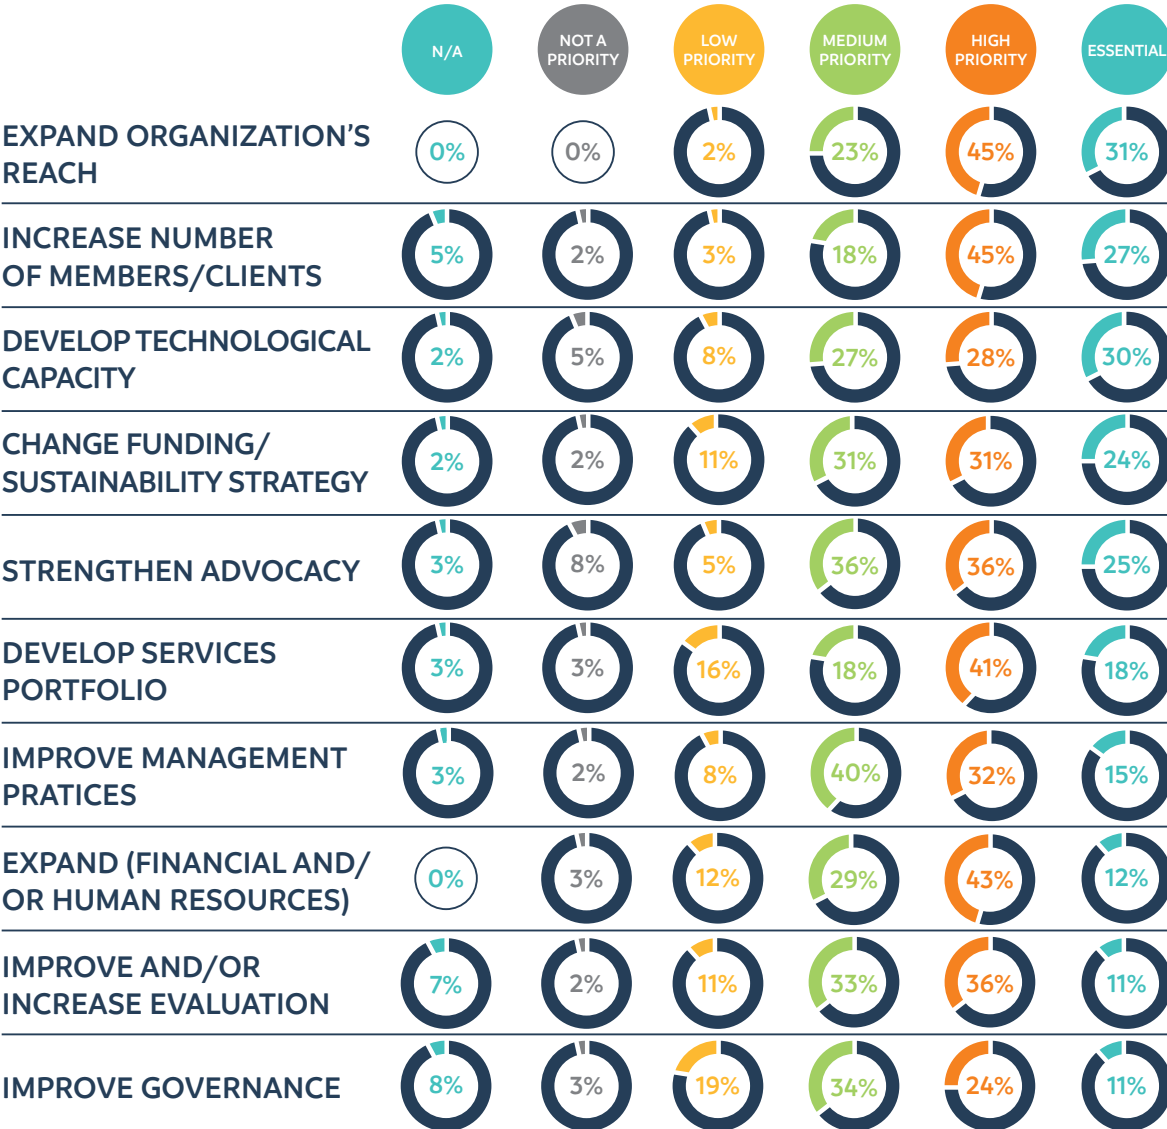 N/A
NOT A
PRIORITY
LOW
PRIORITY
MEDIUM
PRIORITY
HIGH
PRIORITY
ESSENTIAL
EXPAND ORGANIZATION'S
REACH
0% 0% 2% 23% 45% 31%
INCREASE NUMBER
OF MEMBERS/CLIENTS
5% 2% 3% 18% 45% 27%
DEVELOP TECHNOLOGICAL
CAPACITY
2% 5% 8% 27% 28% 30%
CHANGE FUNDING/
SUSTAINABILITY STRATEGY
2% 2% 11% 31% 31% 24%
STRENGTHEN ADVOCACY
3% 8% 5% 36% 36% 25%
DEVELOP SERVICES
PORTFOLIO
3% 3% 16% 18% 41% 18%
IMPROVE MANAGEMENT
PRATICES
3% 2% 8% 40% 32% 15%
EXPAND (FINANCIAL AND/
OR HUMAN RESOURCES)
0% 3% 12% 29% 43% 12%
IMPROVE AND/OR
INCREASE EVALUATION
7% 2% 11% 33% 36% 11%
IMPROVE GOVERNANCE
8% 3% 19% 34% 24% 11%